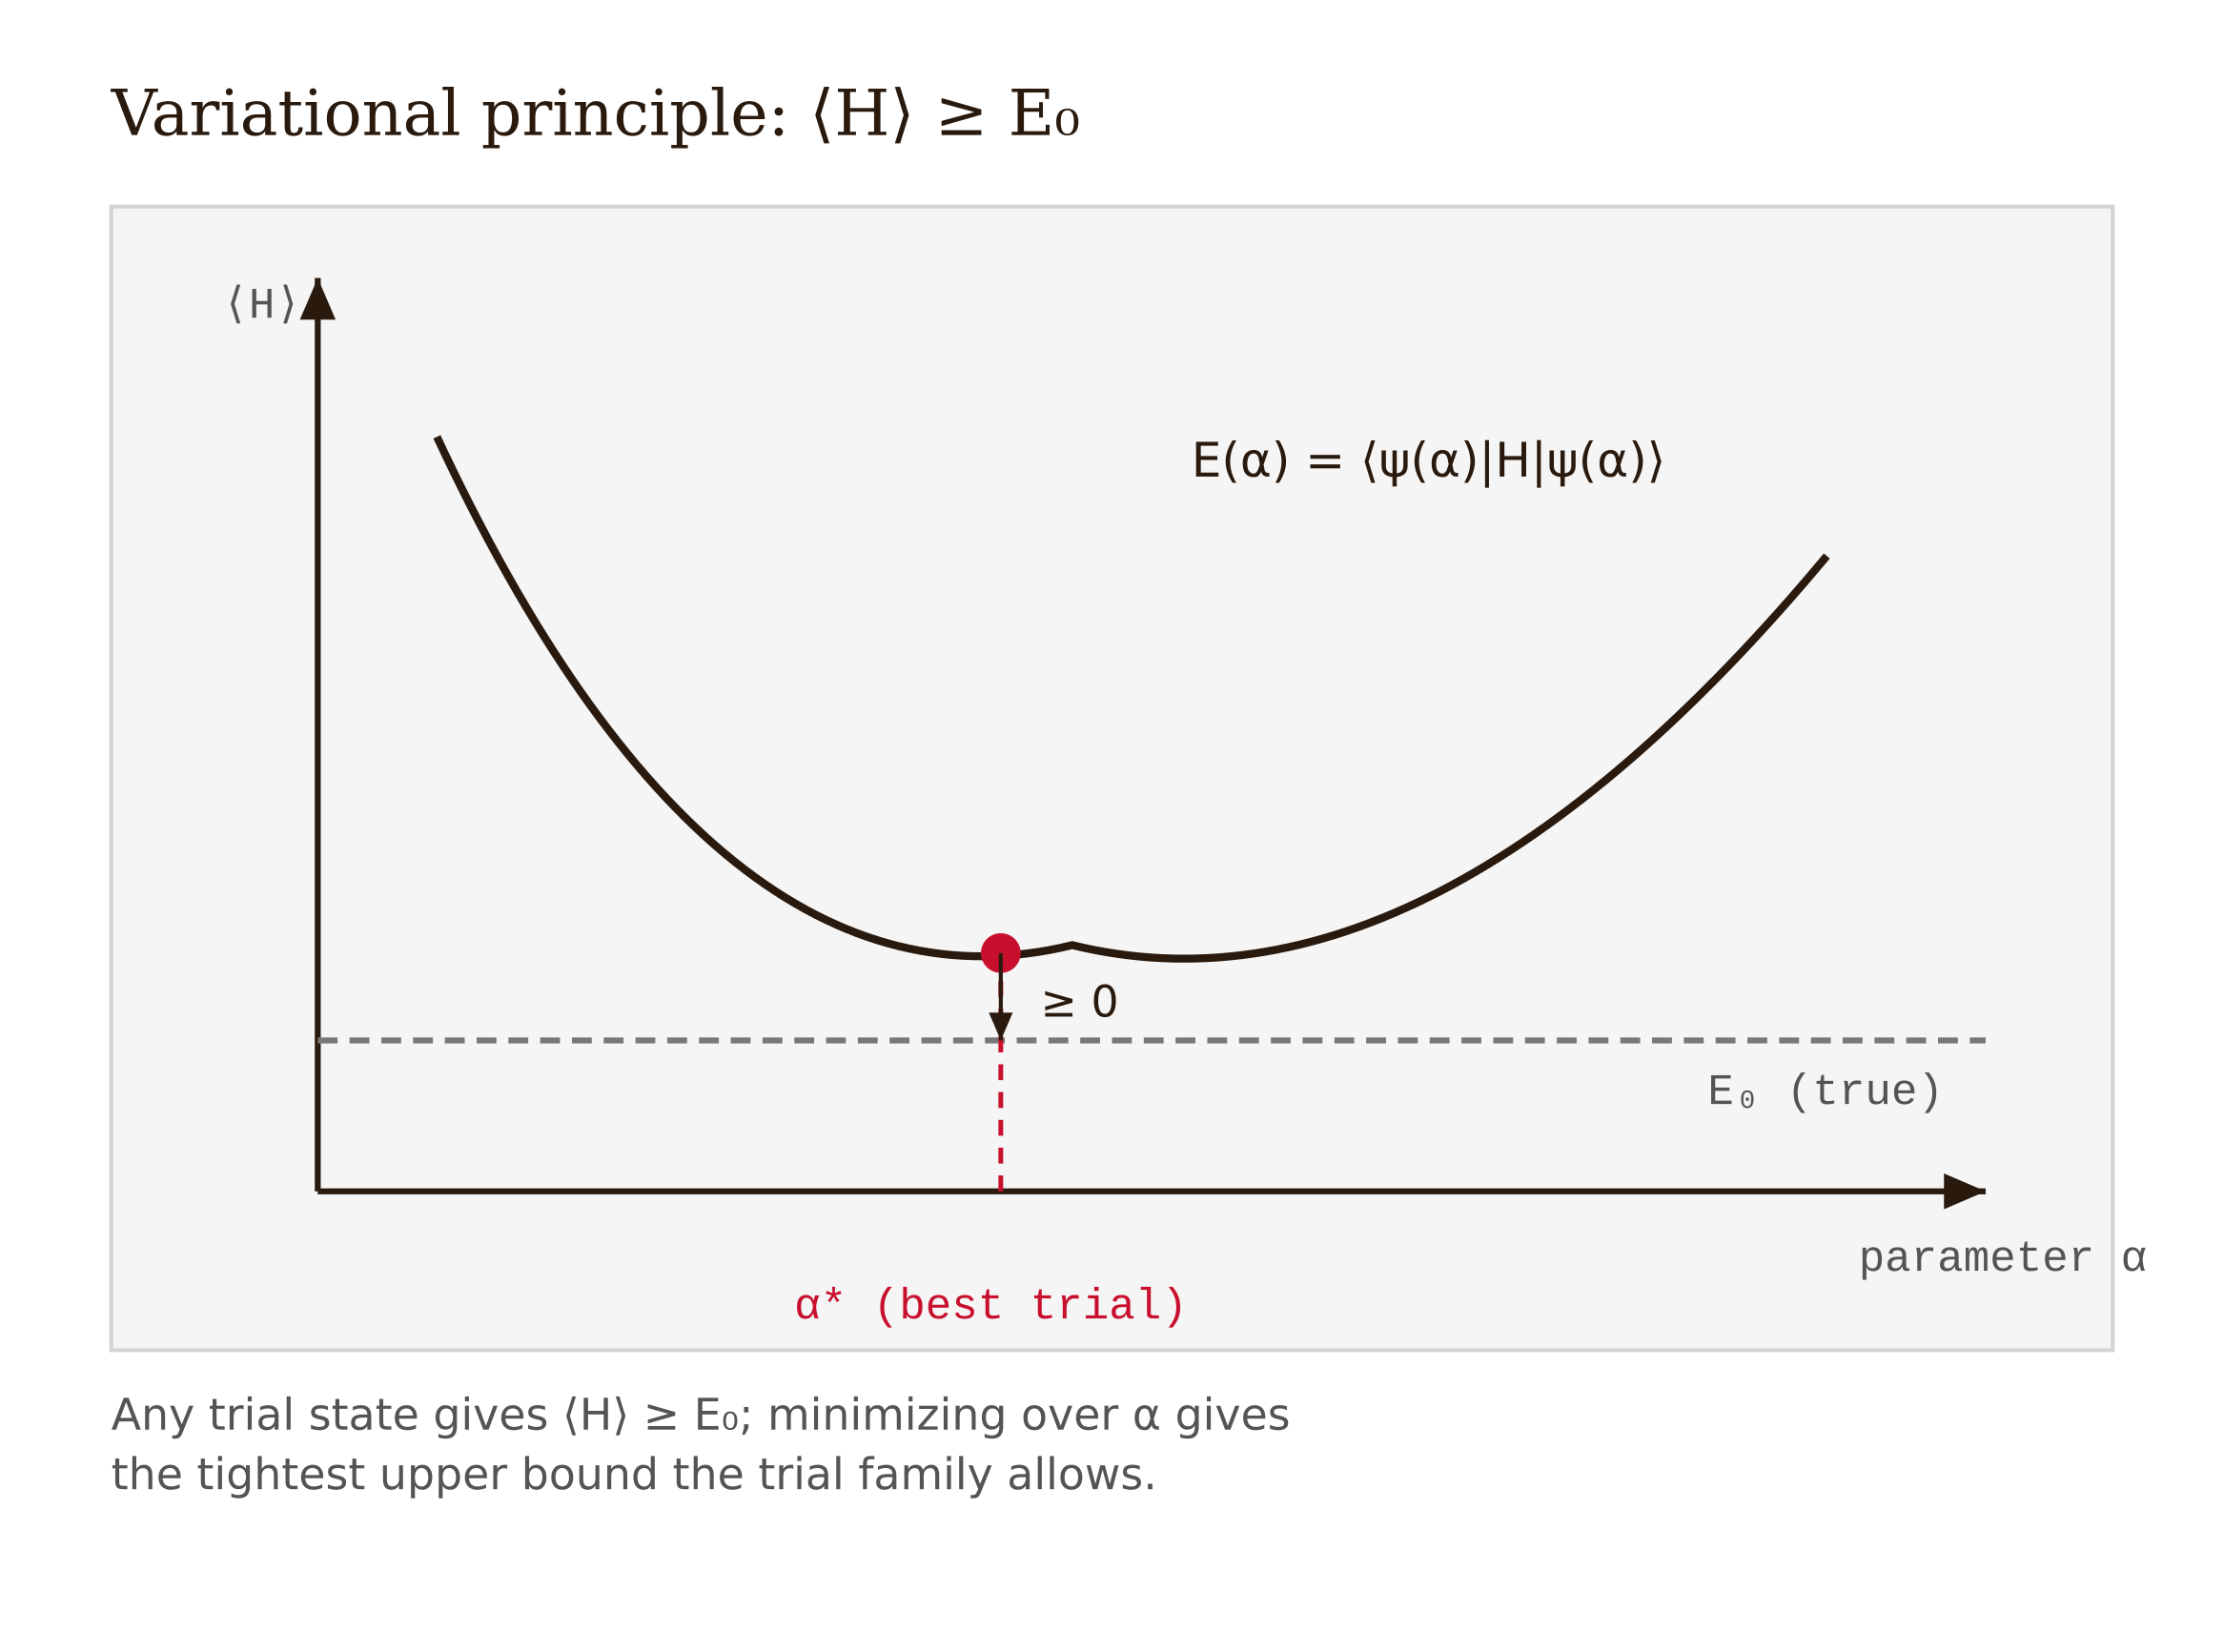 Variational principle: ⟨H⟩ ≥ E₀
⟨H⟩
E(α) = ⟨ψ(α)|H|ψ(α)⟩
≥ 0
E₀ (true)
parameter α
α* (best trial)
Any trial state gives ⟨H⟩ ≥ E₀; minimizing over α gives
the tightest upper bound the trial family allows.